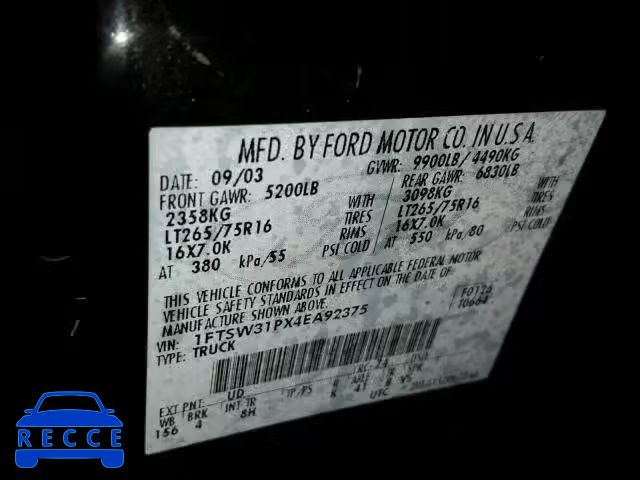 MFD. BY FORD MOTOR CO. IN U.S.A.
DATE: 09/03 GVWR: 9900LB/ 4490KG
FRONT GAWR: 5200LB REAR GAWR: 6830LB
2358KG WITH 3098KG WITH
LT265/75R16 TIRES LT265/75R16 TIRES
16X7.0K RIMS 16X7.0K RIMS
AT 380 kPa/55 PSI COLD AT 550 kPa/80 PSI COLD
THIS VEHICLE CONFORMS TO ALL APPLICABLE FEDERAL MOTOR
VEHICLE SAFETY STANDARDS IN EFFECT ON THE DATE OF
MANUFACTURE SHOWN ABOVE.
VIN: 1FTSW31PX4EA92375
TYPE: TRUCK
EXT PNT: UD
WB BRK INT TR TP/PS R
156 4 8H
UTC
RECCE